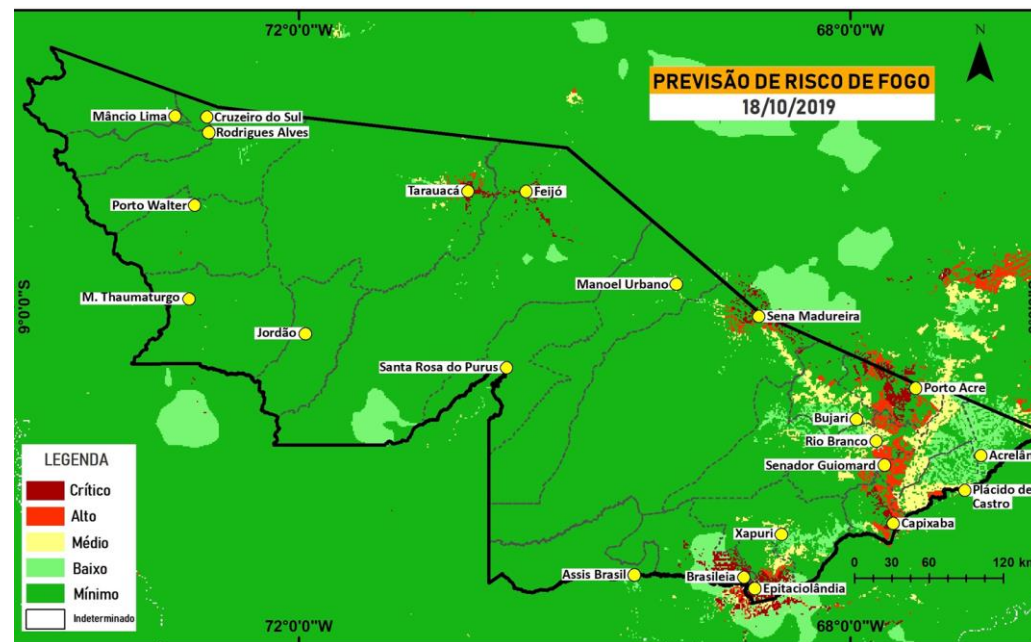 72°0'0"W
68°0'0"W
N
PREVISÃO DE RISCO DE FOGO
18/10/2019
Mâncio Lima
Cruzeiro do Sul
Rodrigues Alves
Tarauacá
Feijó
Porto Walter
Manoel Urbano
M. Thaumaturgo
9°0'0"S
Sena Madureira
Jordão
Santa Rosa do Purus
Porto Acre
Bujari
Rio Branco
Senador Guiomard
Acrelân
Plácido de
Castro
Capixaba
Xapuri
Assis Brasil
Brasileia
Epitaciolândia
LEGENDA
Crítico
Alto
Médio
Baixo
Mínimo
Indeterminado
0 30 60 120 km
72°0'0"W
68°0'0"W